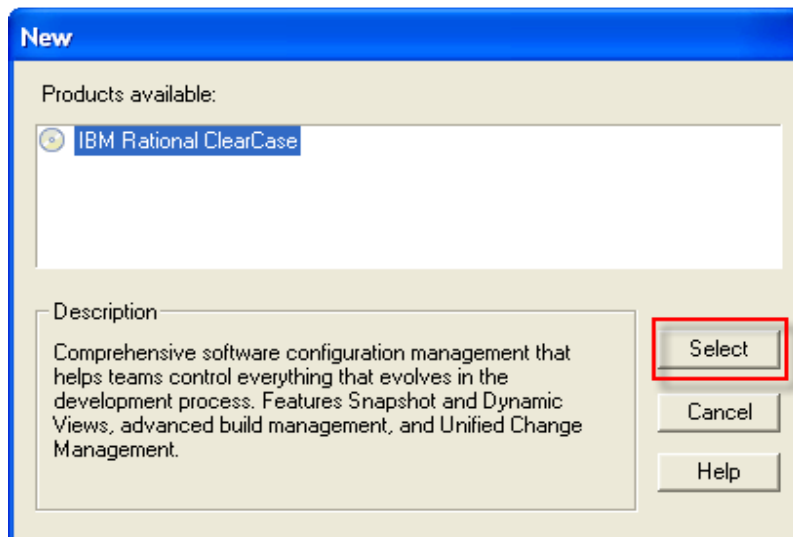 New
Products available:
IBM Rational ClearCase
Description
Comprehensive software configuration management that
helps teams control everything that evolves in the
development process. Features Snapshot and Dynamic
Views, advanced build management, and Unified Change
Management.
Select
Cancel
Help